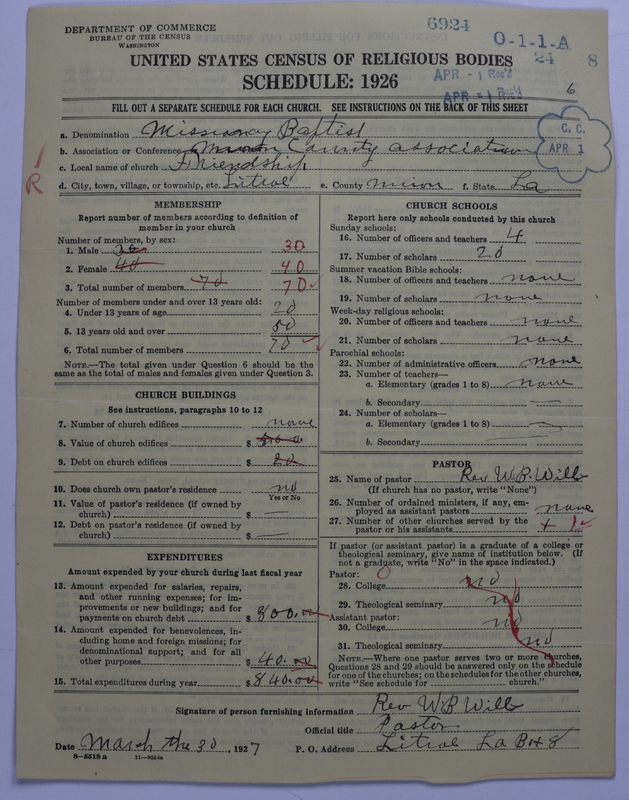 DEPARTMENT OF COMMERCE
BUREAU OF THE CENSUS
WASHINGTON
6924
O-1-1-A
24 8
UNITED STATES CENSUS OF RELIGIOUS BODIES
SCHEDULE: 1926
APR - 1 Rec'd
APR - 1 Rec'd
6
FILL OUT A SEPARATE SCHEDULE FOR EACH CHURCH. SEE INSTRUCTIONS ON THE BACK OF THIS SHEET
C. C.
APR 1
R
a. Denomination Missionary Baptist
b. Association or Conference County association
c. Local name of church Friendship
d. City, town, village, or township, etc. Litroe e. County Union f. State La
MEMBERSHIP
Report number of members according to definition of member in your church
Number of members, by sex:
1. Male 30 30
2. Female 40 40
3. Total number of members 70 70
Number of members under and over 13 years old:
4. Under 13 years of age 20
5. 13 years old and over 50
6. Total number of members 70
NOTE.—The total given under Question 6 should be
same as the total of males and females given under Question 3.
CHURCH BUILDINGS
See instructions, paragraphs 10 to 12
7. Number of church edifices none
8. Value of church edifices $
9. Debt on church edifices $ 20
10. Does church own pastor's residence no
Yes or No
11. Value of pastor's residence (if owned by
church) $ —
12. Debt on pastor's residence (if owned by
church) $ —
EXPENDITURES
Amount expended by your church during last fiscal year
13. Amount expended for salaries, repairs,
and other running expenses; for im-
provements or new buildings; and for
payments on church debt $ 800.00
14. Amount expended for benevolences, in-
cluding home and foreign missions; for
denominational support; and for all
other purposes $ 40.00
15. Total expenditures during year $ 840.00
CHURCH SCHOOLS
Report here only schools conducted by this church
Sunday schools:
16. Number of officers and teachers 4
17. Number of scholars 20
Summer vacation Bible schools:
18. Number of officers and teachers none
19. Number of scholars none
Week-day religious schools:
20. Number of officers and teachers none
21. Number of scholars none
Parochial schools:
22. Number of administrative officers none
23. Number of teachers—
a. Elementary (grades 1 to 8) none
b. Secondary —
24. Number of scholars—
a. Elementary (grades 1 to 8) —
b. Secondary —
PASTOR
25. Name of pastor Rev W.P. Will
(If church has no pastor, write "None")
26. Number of ordained ministers, if any, em-
ployed as assistant pastors none
27. Number of other churches served by the
pastor or his assistants
If pastor (or assistant pastor) is a graduate of a college or
theological seminary, give name of institution below. (If
not a graduate, write "No" in the space indicated.)
Pastor: 0
28. College no
29. Theological seminary no
Assistant pastor:
30. College no
31. Theological seminary no
NOTE.—Where one pastor serves two or more churches,
Questions 28 and 29 should be answered only on the schedule
for one of the churches; on the schedules for the other churches,
write "See schedule for church."
Signature of person furnishing information Rev W.P. Will
Official title Pastor
Date March the 30, 1927 P. O. Address Litroe La Box 8
8—5518 a 11—9054a